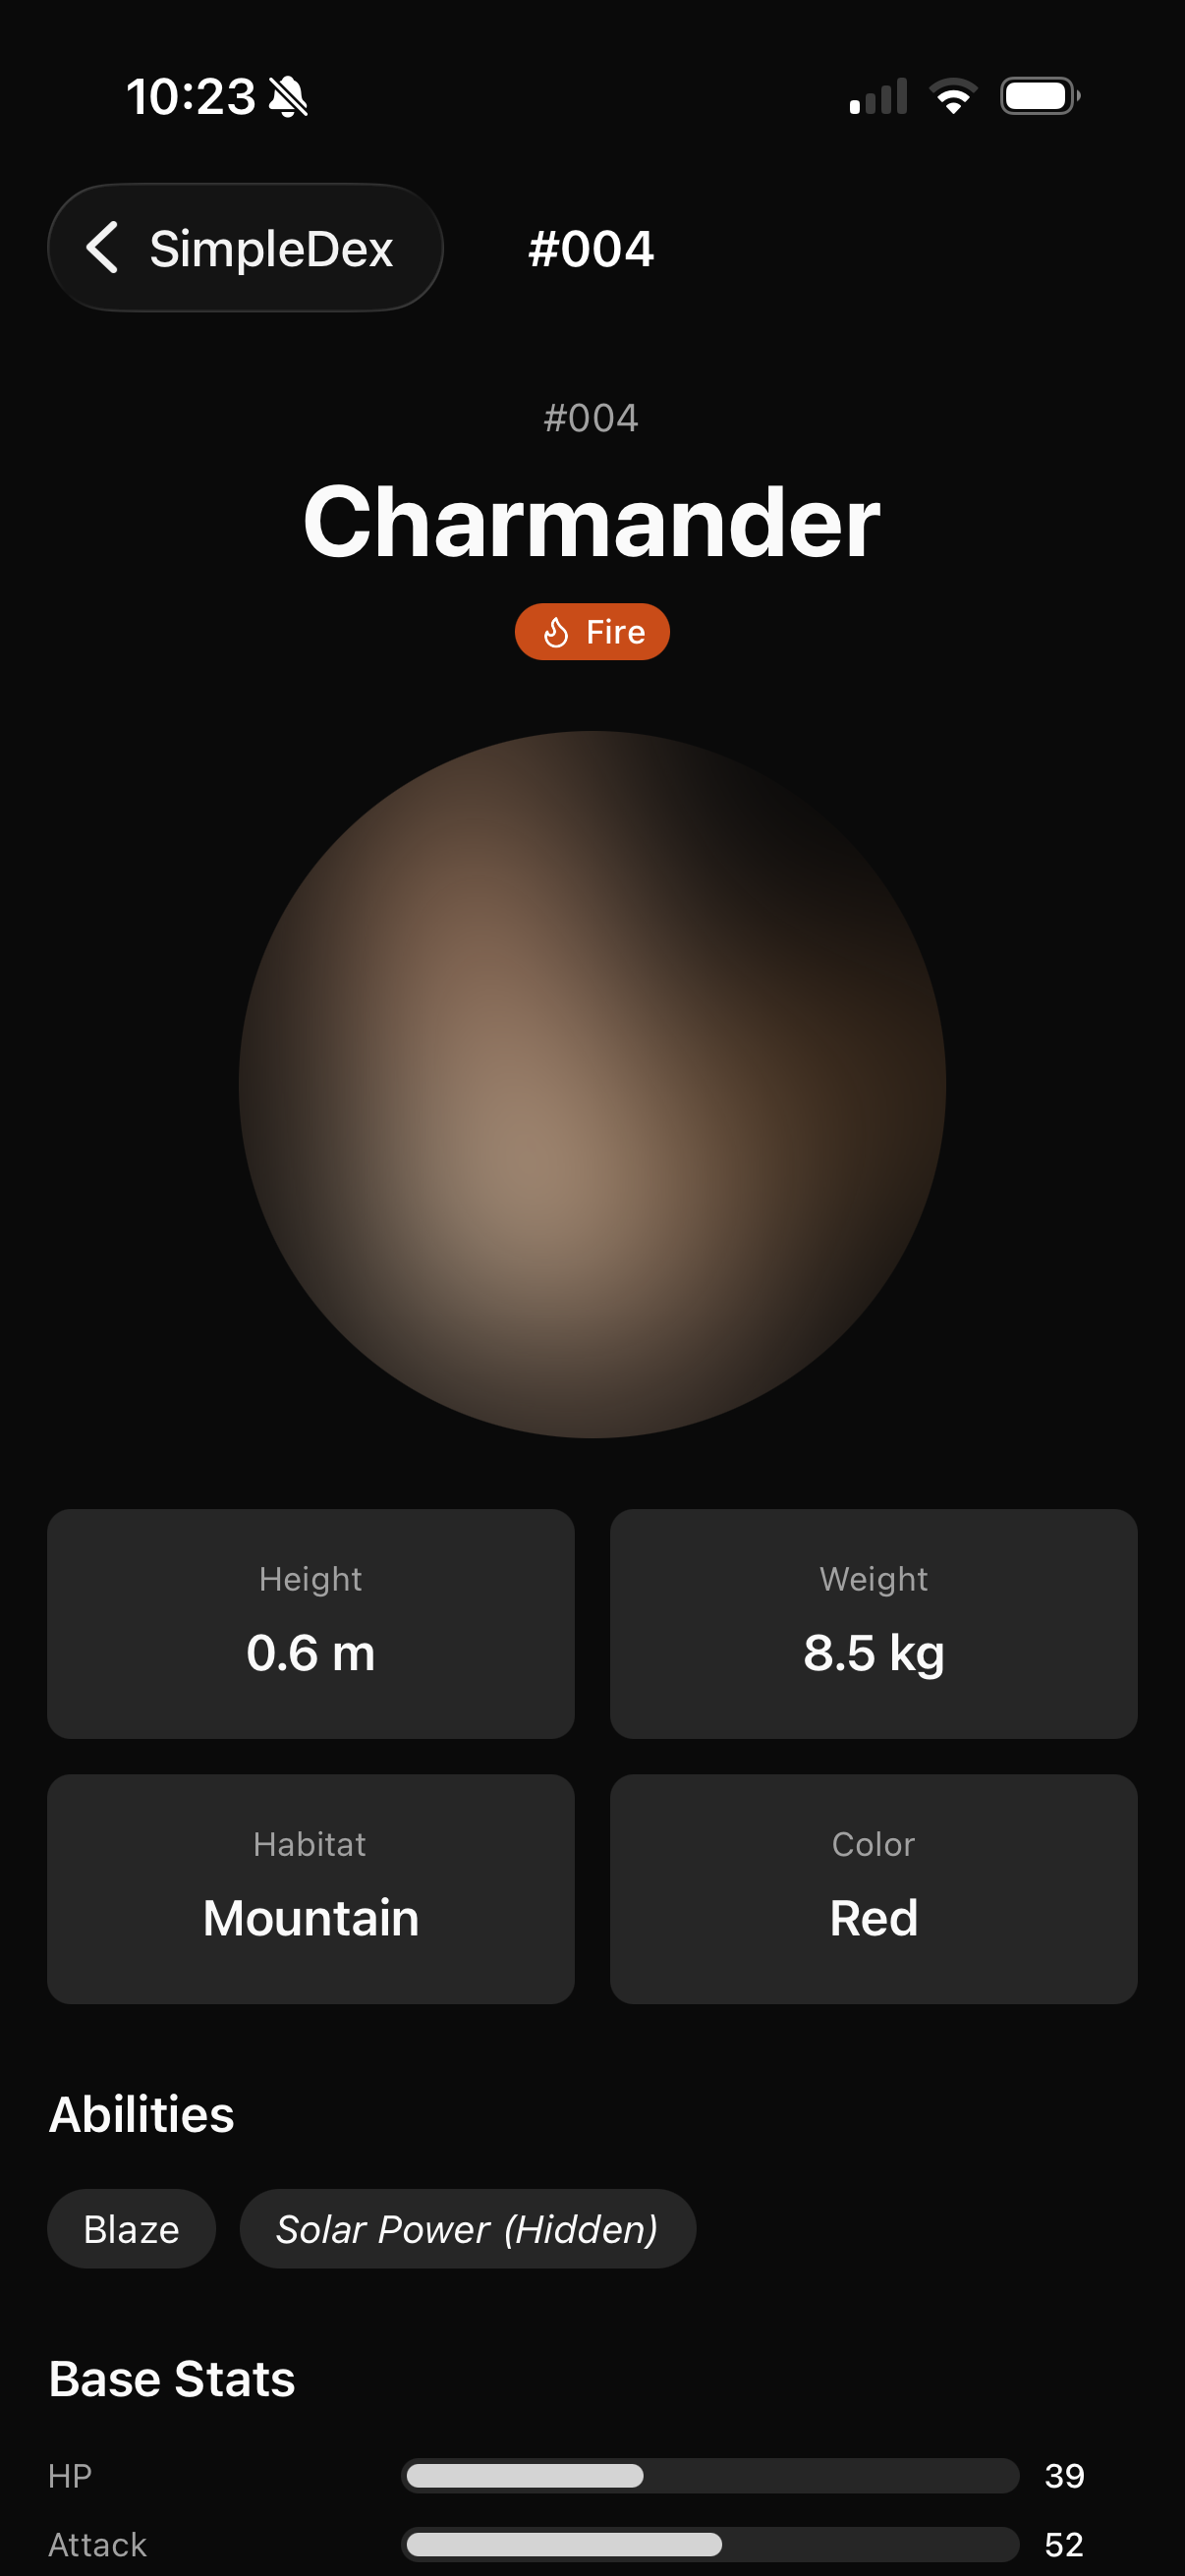 10:23
SimpleDex
#004
#004
Charmander
Fire
Height
0.6 m
Weight
8.5 kg
Habitat
Mountain
Color
Red
Abilities
Blaze
Solar Power (Hidden)
Base Stats
HP 39
Attack 52